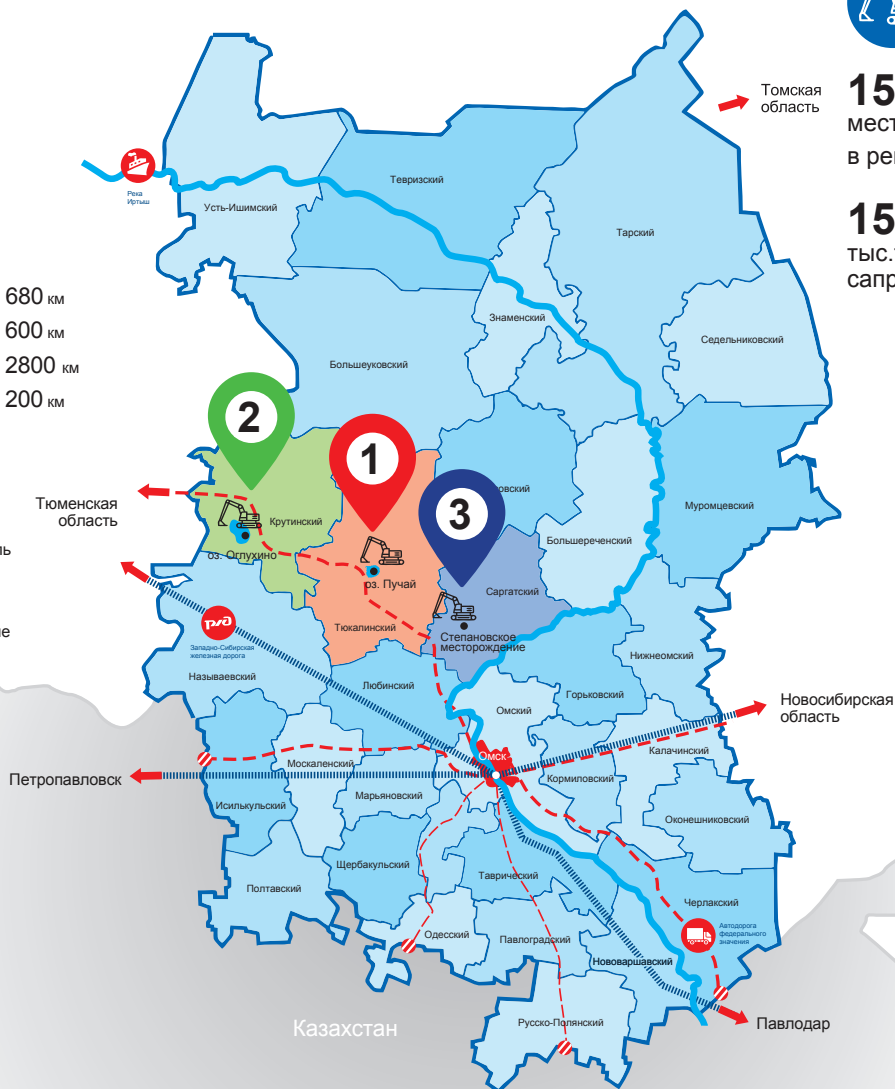 Томская
область
15
мест
в рег
15
тыс.
сапр
Река
Иртыш
Усть-Ишимский
Тевризский
Тарский
Знаменский
Седельниковский
Большеуковский
680 км
600 км
2800 км
200 км
2
1
3
Тюменская
область
Крутинский
оз. Оглухино
оз. Пучай
Тюкалинский
Саргатский
Степановское
месторождение
Большереченский
Муромцевский
ржд
Западно-Сибирская
железная дорога
Называевский
Любинский
Нижнеомский
Горьковский
Омский
Новосибирская
область
Омск
Калачинский
Москаленский
Кормиловский
Петропавловск
Марьяновский
Исилькульский
Оконешниковский
Щербакульский
Таврический
Полтавский
Черлакский
Автодорога
федерального
значения
Одесский
Павлоградский
Нововаршавский
Русско-Полянский
Казахстан
Павлодар